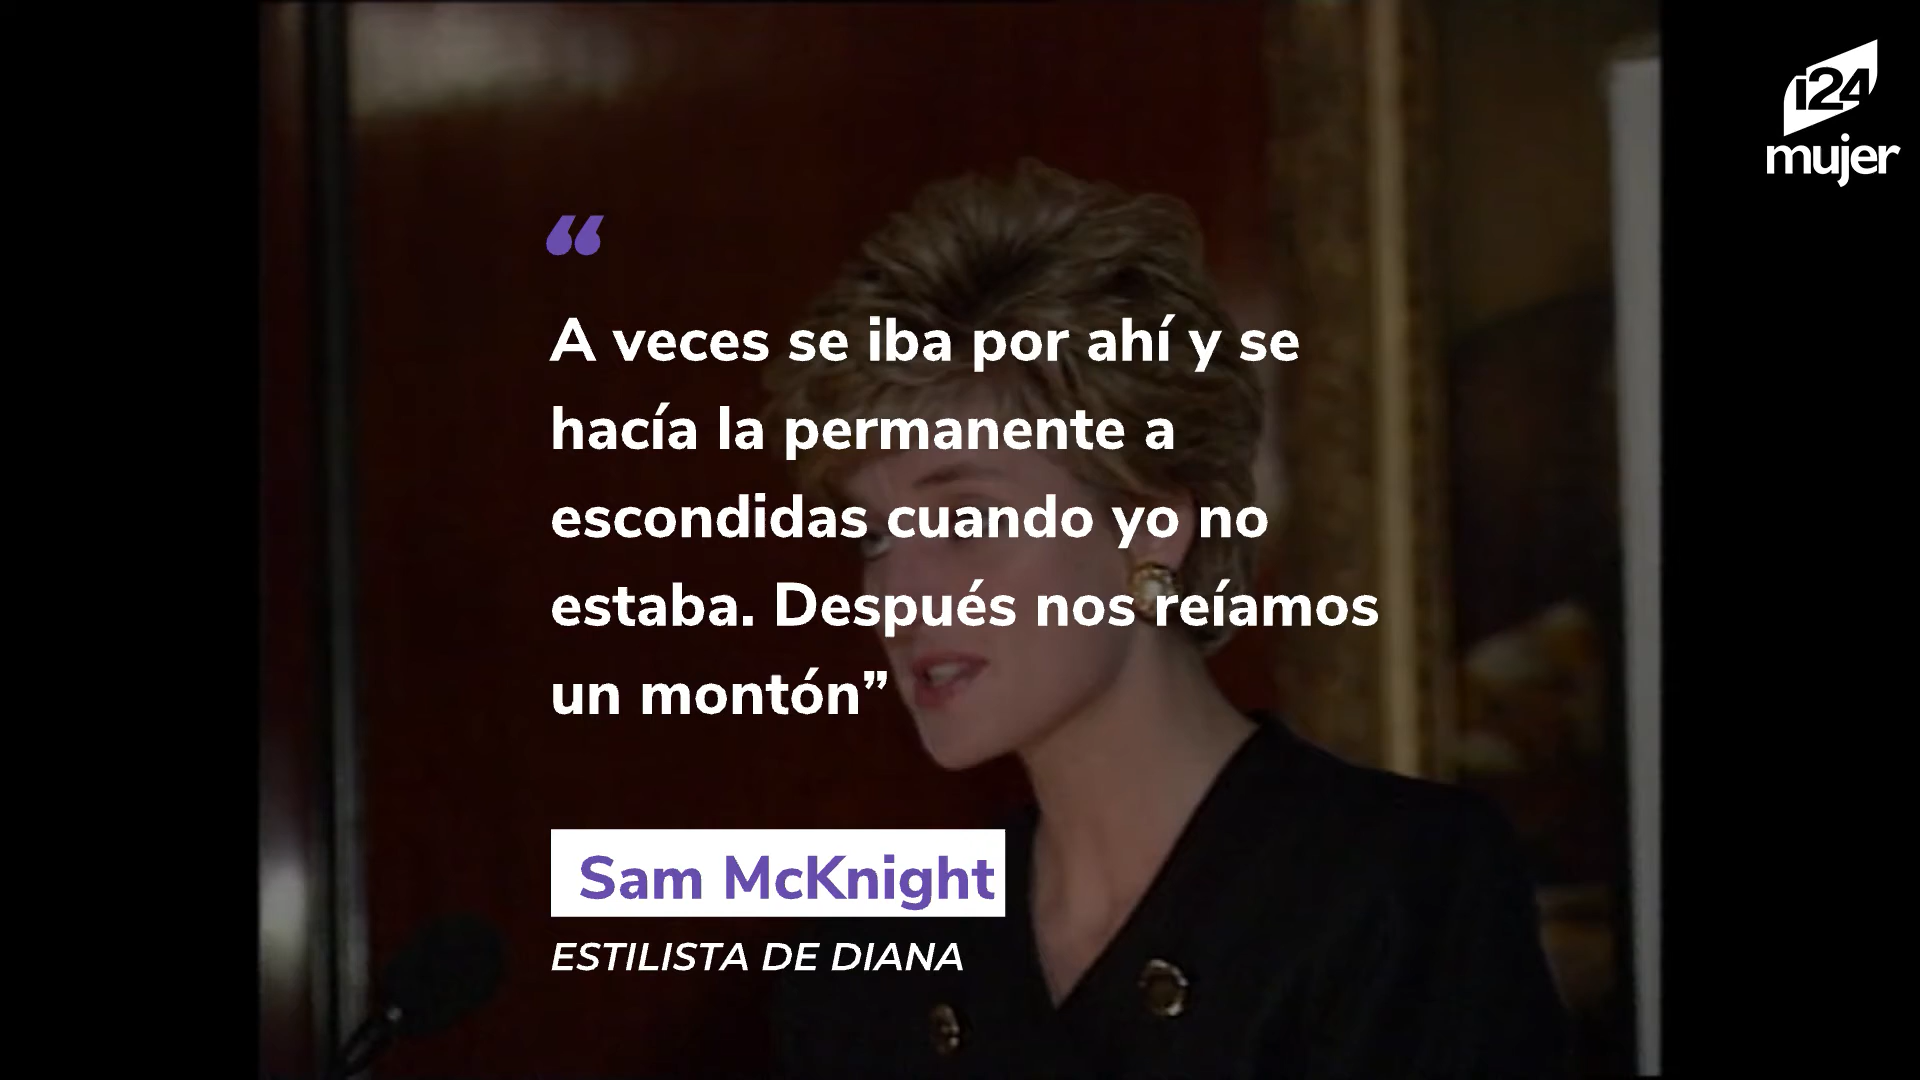 i24
mujer
“
A veces se iba por ahí y se
hacía la permanente a
escondidas cuando yo no
estaba. Después nos reíamos
un montón”
Sam McKnight
ESTILISTA DE DIANA